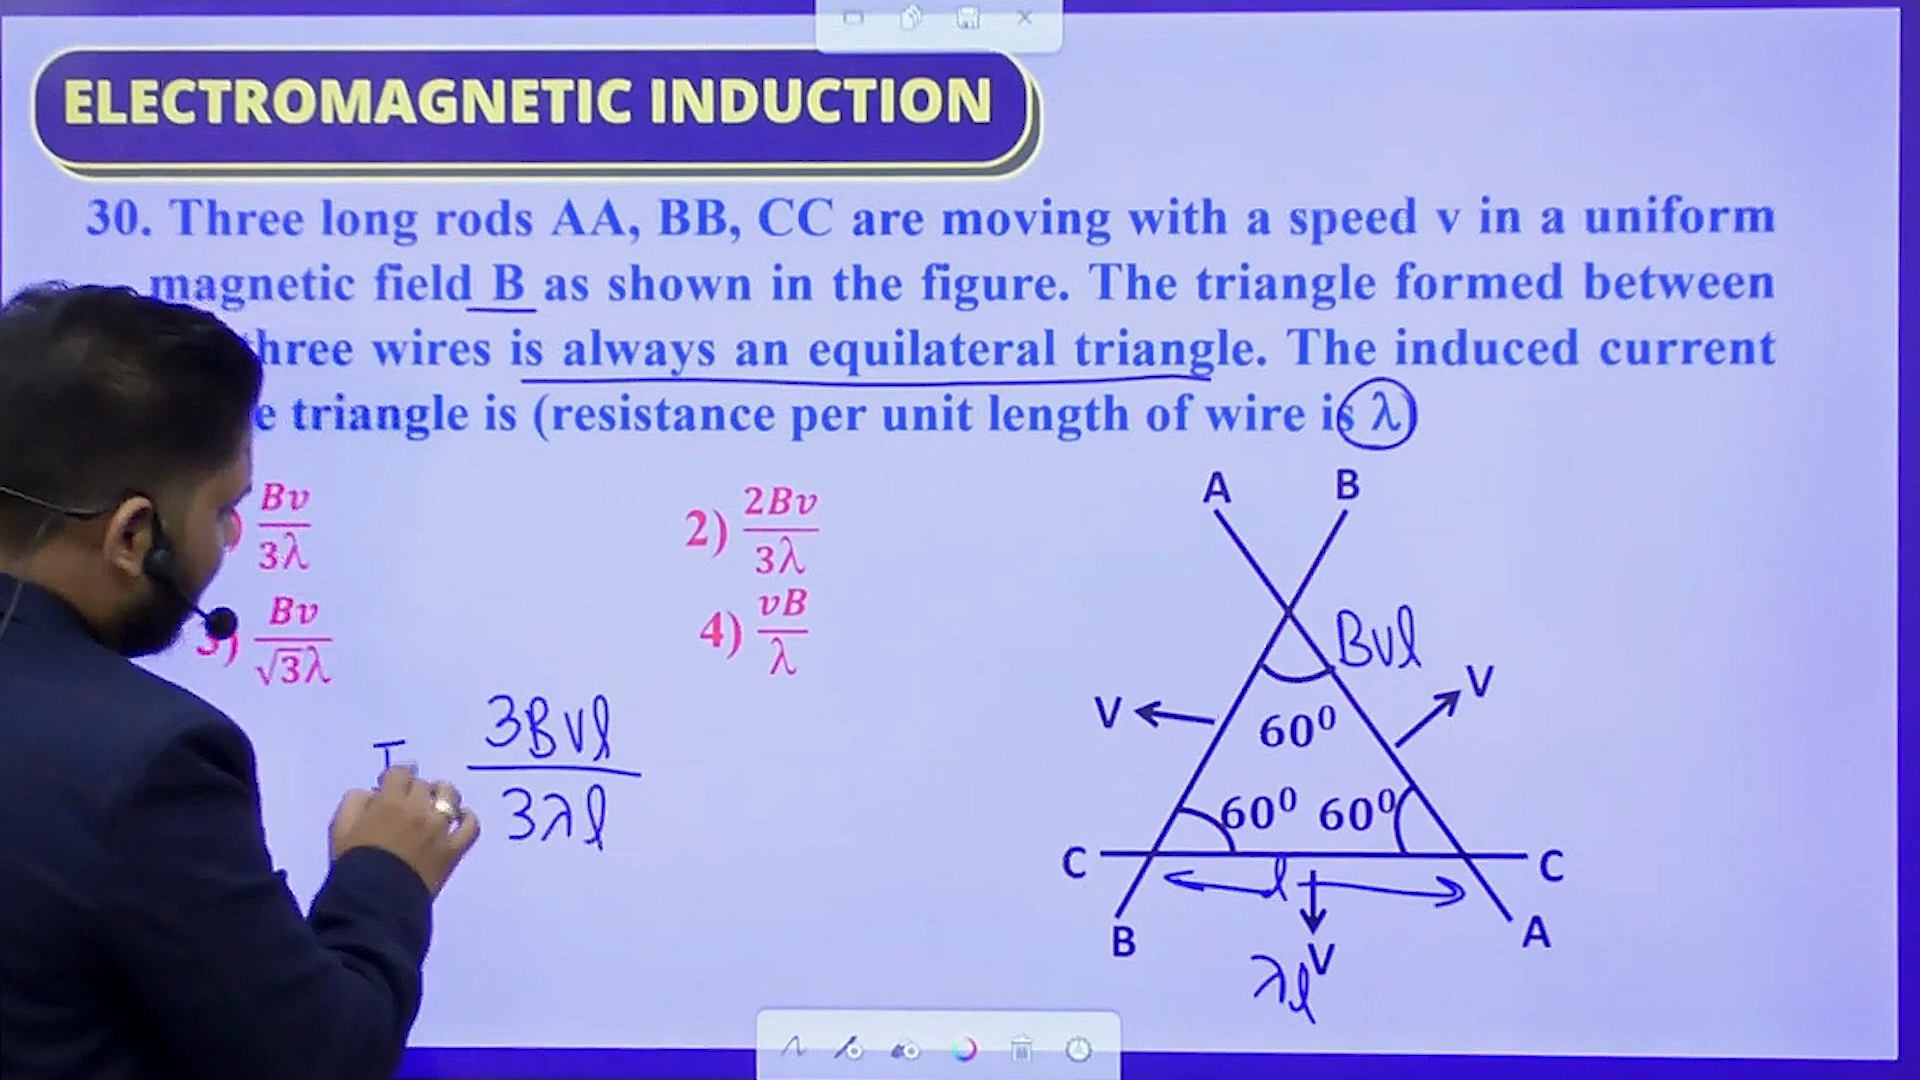 ELECTROMAGNETIC INDUCTION
30. Three long rods AA, BB, CC are moving with a speed v in a uniform
magnetic field B as shown in the figure. The triangle formed between
three wires is always an equilateral triangle. The induced current
triangle is (resistance per unit length of wire is λ)
Bv/3λ
2) 2Bv/3λ
3) Bv/√3λ
4) vB/λ
A B
Bvl
V V
60⁰
60⁰ 60⁰
C C
l
B A
V
λl
I 3Bvl/3λl